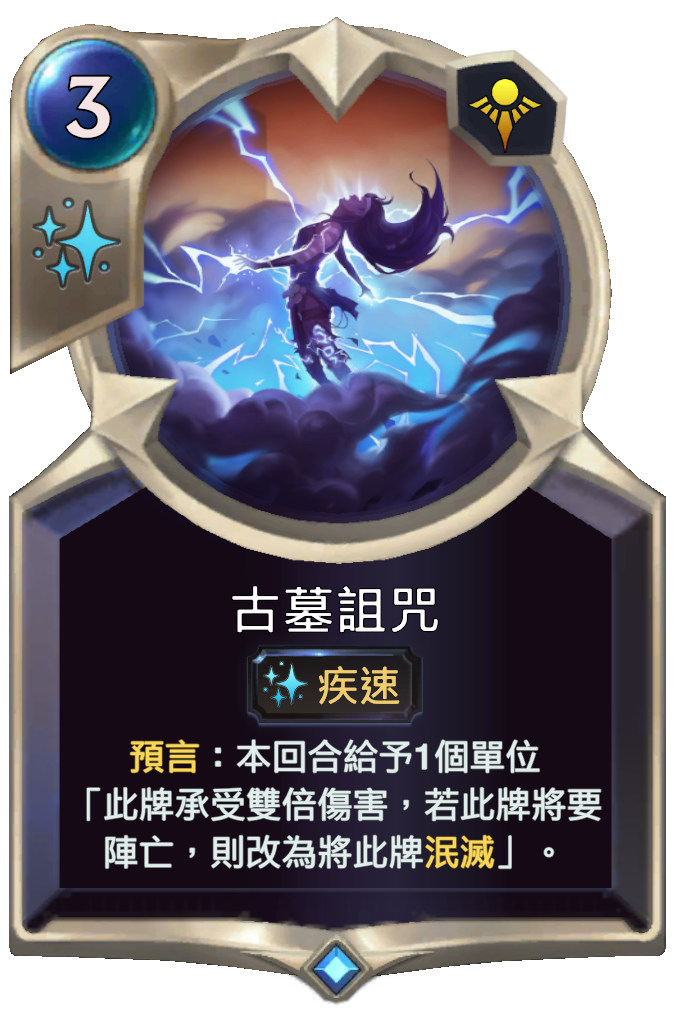 3
古墓詛咒
疾速
預言：本回合給予1個單位
「此牌承受雙倍傷害，若此牌將要
陣亡，則改為將此牌泯滅」。